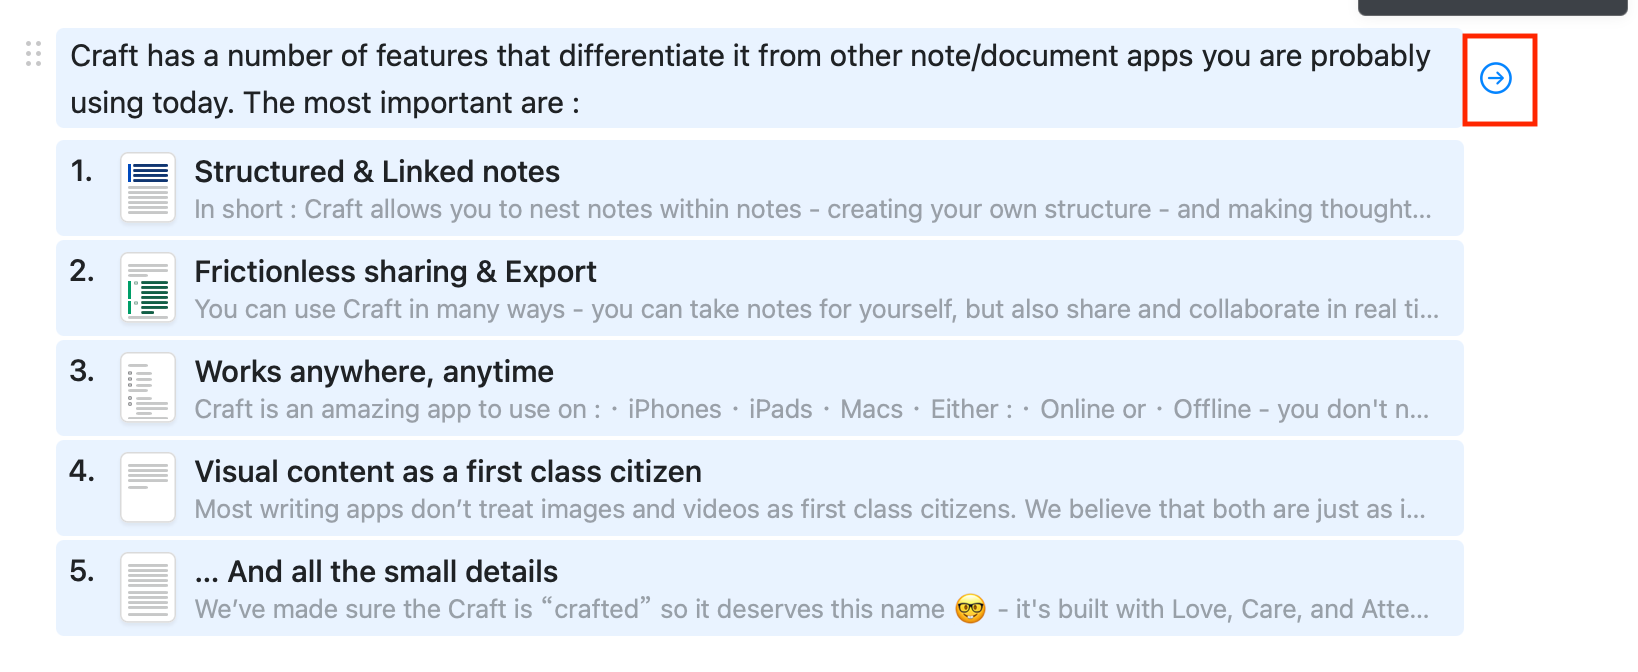 Craft has a number of features that differentiate it from other note/document apps you are probably
using today. The most important are :
1. Structured & Linked notes
In short : Craft allows you to nest notes within notes - creating your own structure - and making thought...
2. Frictionless sharing & Export
You can use Craft in many ways - you can take notes for yourself, but also share and collaborate in real ti...
3. Works anywhere, anytime
Craft is an amazing app to use on : · iPhones · iPads · Macs · Either : · Online or · Offline - you don't n...
4. Visual content as a first class citizen
Most writing apps don’t treat images and videos as first class citizens. We believe that both are just as i...
5. ... And all the small details
We’ve made sure the Craft is “crafted” so it deserves this name 🤓 - it's built with Love, Care, and Atte...